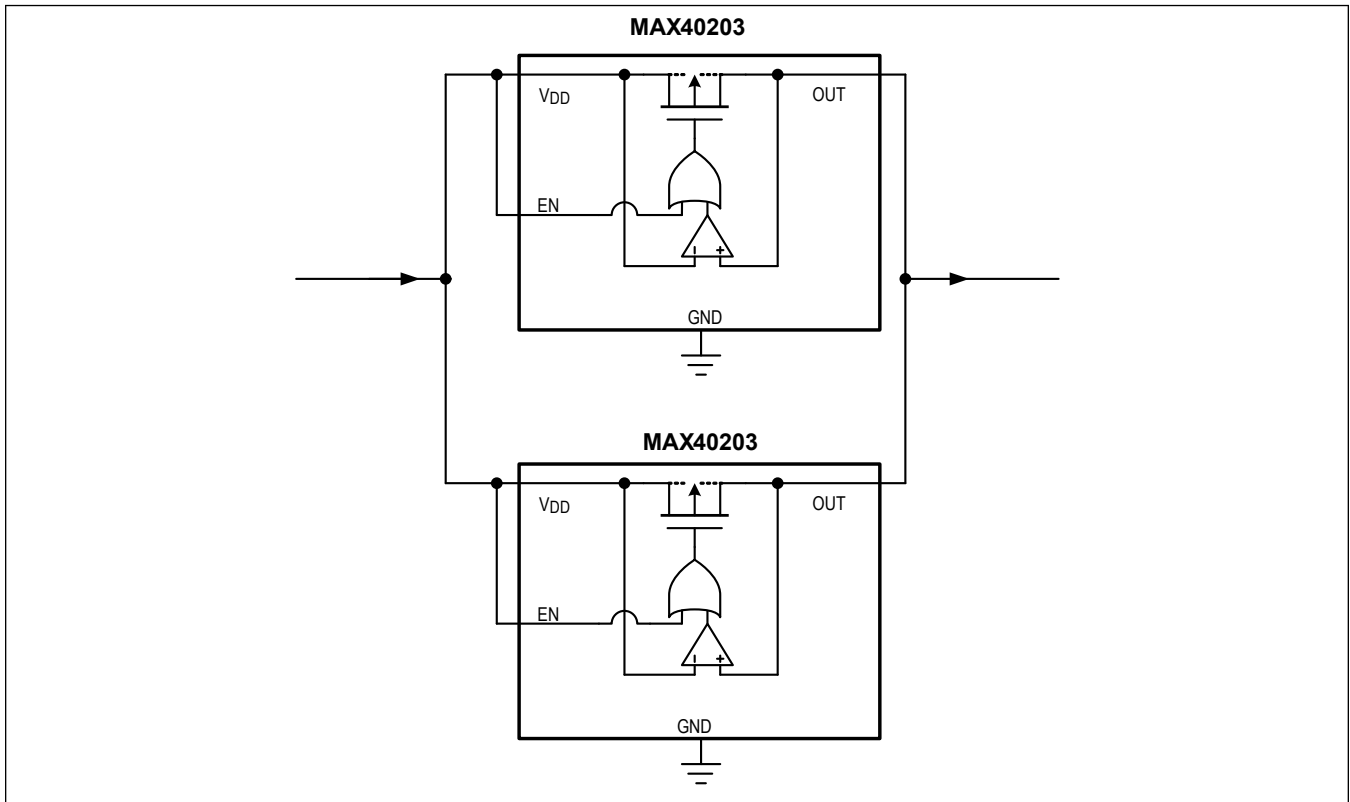 MAX40203
VDD
OUT
EN
- +
GND
MAX40203
VDD
OUT
EN
- +
GND